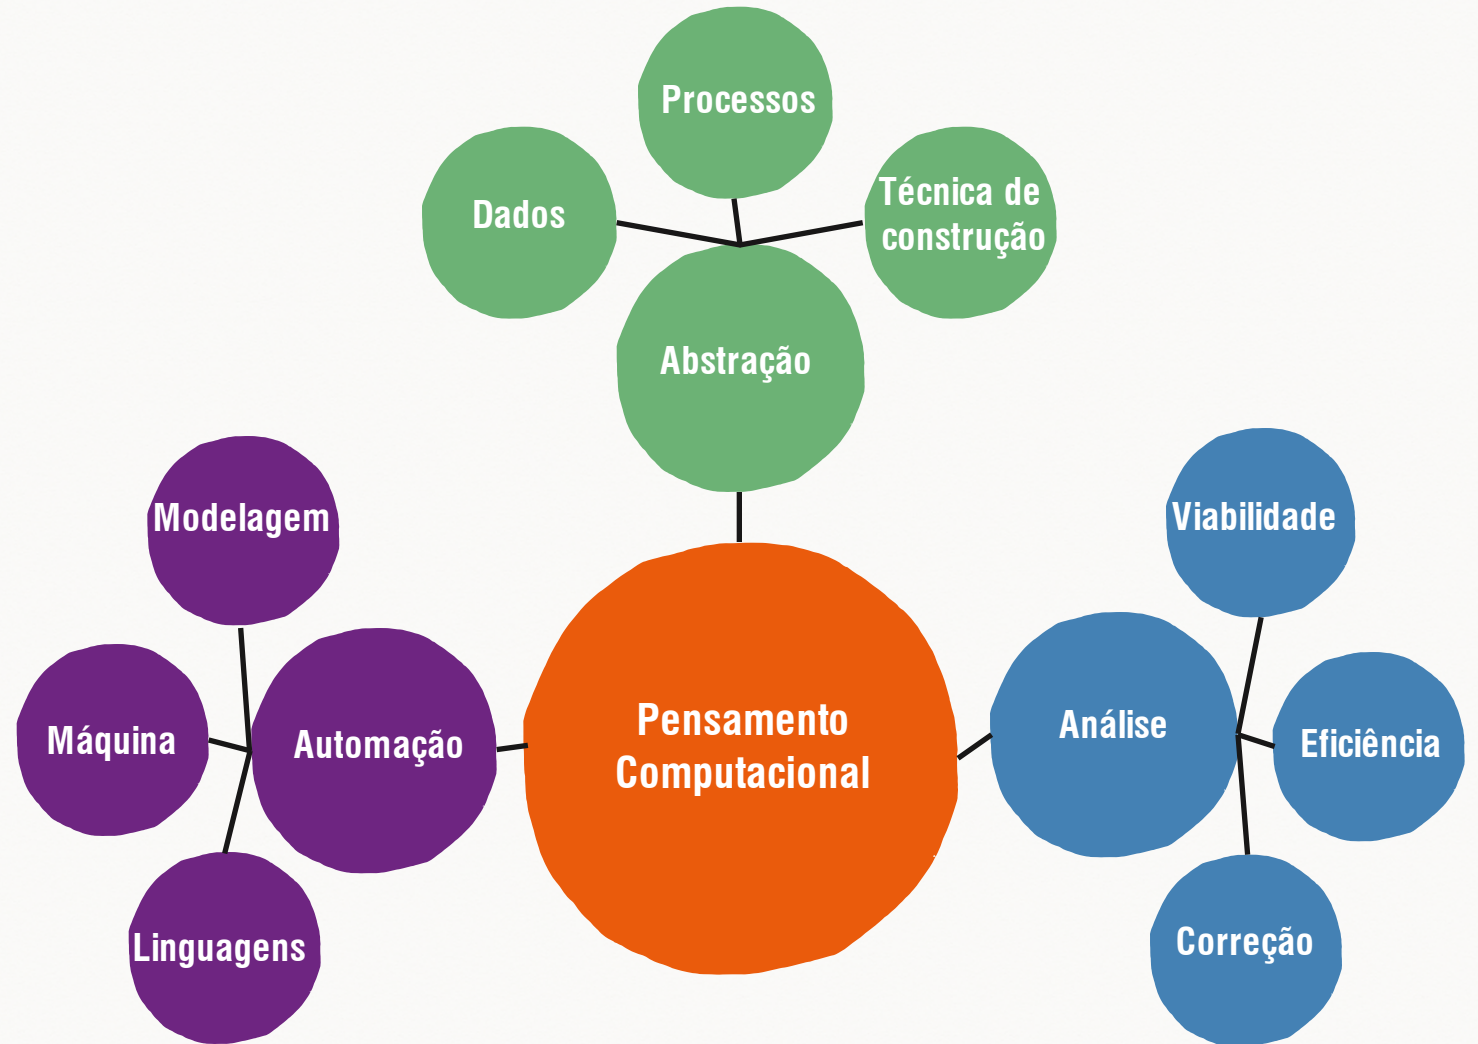 Processos
Dados
Técnica de
construção
Abstração
Modelagem
Máquina
Automação
Linguagens
Pensamento
Computacional
Viabilidade
Análise
Eficiência
Correção